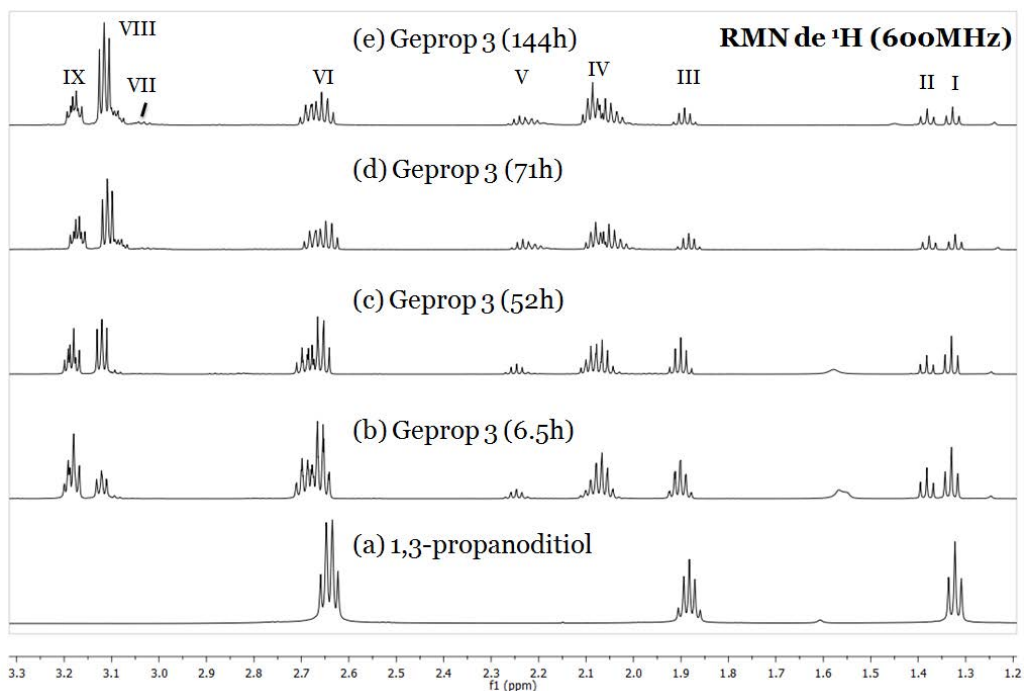 (e) Geprop 3 (144h)
RMN de ¹H (600MHz)
IX
VIII
VII
VI
V
IV
III
II
I
(d) Geprop 3 (71h)
(c) Geprop 3 (52h)
(b) Geprop 3 (6.5h)
(a) 1,3-propanoditiol
3.3 3.2 3.1 3.0 2.9 2.8 2.7 2.6 2.5 2.4 2.3 2.2 2.1 2.0 1.9 1.8 1.7 1.6 1.5 1.4 1.3 1.2
f1 (ppm)